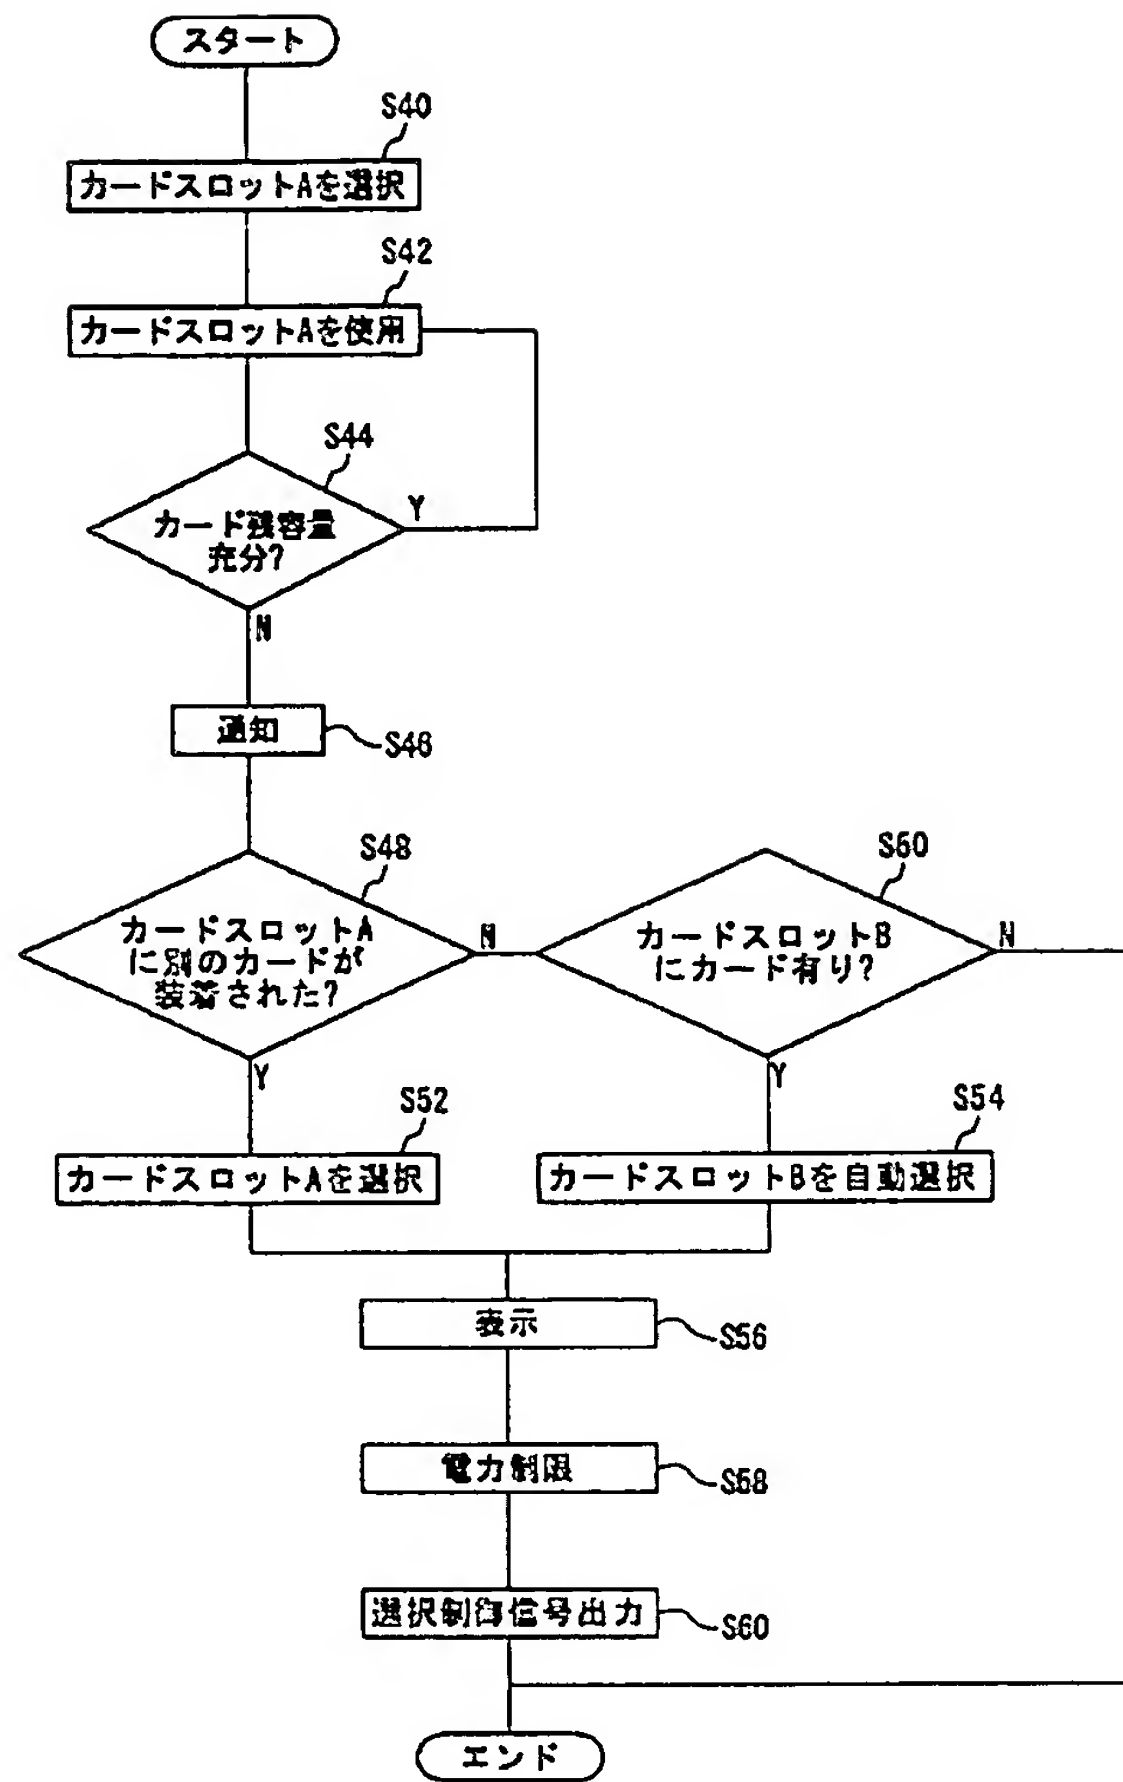 スタート
S40
カードスロットAを選択
S42
カードスロットAを使用
S44
カード残容量
充分?
Y
N
通知
S46
S48
カードスロットA
に別のカードが
装着された?
N
Y
S50
カードスロットB
にカード有り?
N
Y
S52
カードスロットAを選択
S54
カードスロットBを自動選択
表示
S56
電力制限
S58
選択制御信号出力
S60
エンド